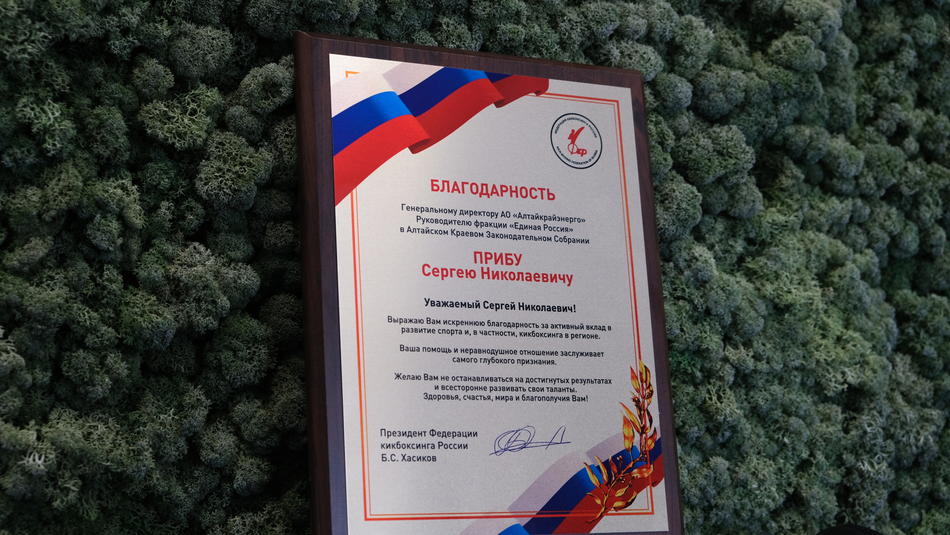 БЛАГОДАРНОСТЬ
Генеральному директору АО «Алтайкрайэнерго»
Руководителю фракции «Единая Россия»
в Алтайском Краевом Законодательном Собрании
ПРИБУ
Сергею Николаевичу
Уважаемый Сергей Николаевич!
Выражаю Вам искреннюю благодарность за активный вклад в
развитие спорта и, в частности, кикбоксинга в регионе.
Ваша помощь и неравнодушное отношение заслуживает
самого глубокого признания.
Желаю Вам не останавливаться на достигнутых результатах
и всесторонне развивать свои таланты.
Здоровья, счастья, мира и благополучия Вам!
Президент Федерации
кикбоксинга России
Б.С. Хасиков